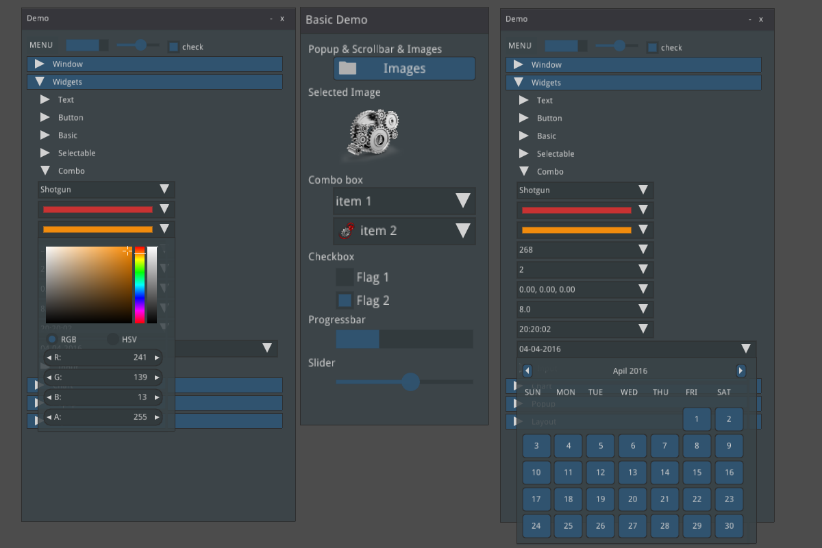 Demo - x
MENU check
Window
Widgets
Text
Button
Basic
Selectable
Combo
Shotgun
RGB HSV
R: 241
G: 139
B: 13
A: 255
Basic Demo
Popup & Scrollbar & Images
Images
Selected Image
Combo box
item 1
item 2
Checkbox
Flag 1
Flag 2
Progressbar
Slider
Demo - x
MENU check
Window
Widgets
Text
Button
Basic
Selectable
Combo
Shotgun
268
2
0.00, 0.00, 0.00
8.0
20:20:02
04-04-2016
Apil 2016
SUN MON TUE WED THU FRI SAT
1 2
3 4 5 6 7 8 9
10 11 12 13 14 15 16
17 18 19 20 21 22 23
24 25 26 27 28 29 30